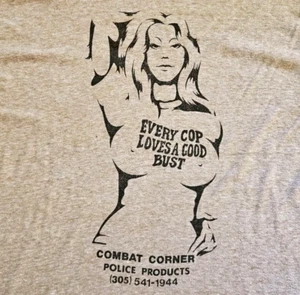 EVERY COP
LOVES A GOOD
BUST
COMBAT CORNER
POLICE PRODUCTS
(305) 541-1944